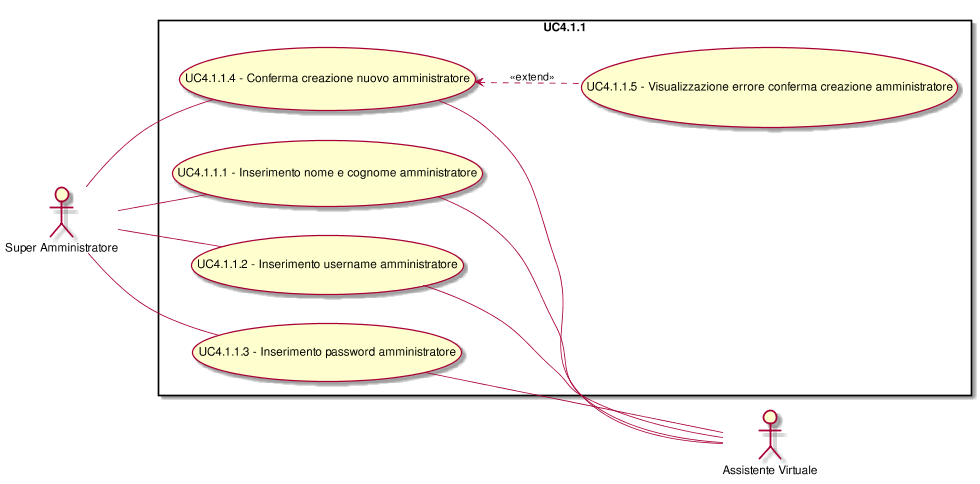 UC4.1.1
UC4.1.1.4 - Conferma creazione nuovo amministratore
«extend»
UC4.1.1.5 - Visualizzazione errore conferma creazione amministratore
UC4.1.1.1 - Inserimento nome e cognome amministratore
Super Amministratore
UC4.1.1.2 - Inserimento username amministratore
UC4.1.1.3 - Inserimento password amministratore
Assistente Virtuale